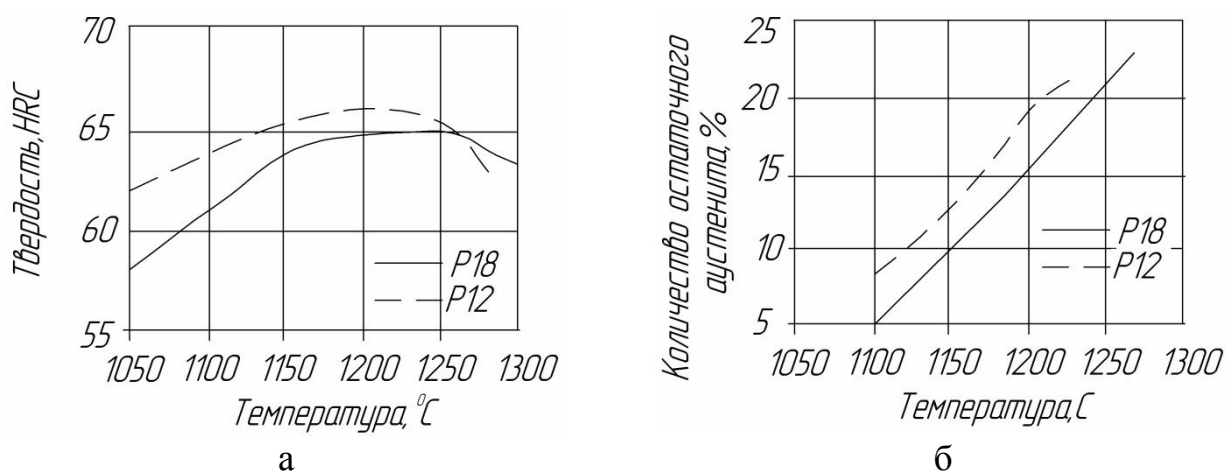 70
65
60
55
Твердость, HRC
P18
P12
1050 1100 1150 1200 1250 1300
Температура, °C
а
25
20
15
10
5
Количество остаточного
аустенита, %
P18
P12
1050 1100 1150 1200 1250 1300
Температура,C
б